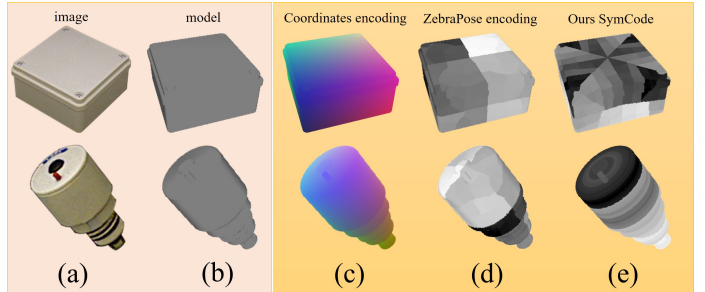 image model Coordinates encoding ZebraPose encoding Ours SymCode
(a) (b) (c) (d) (e)